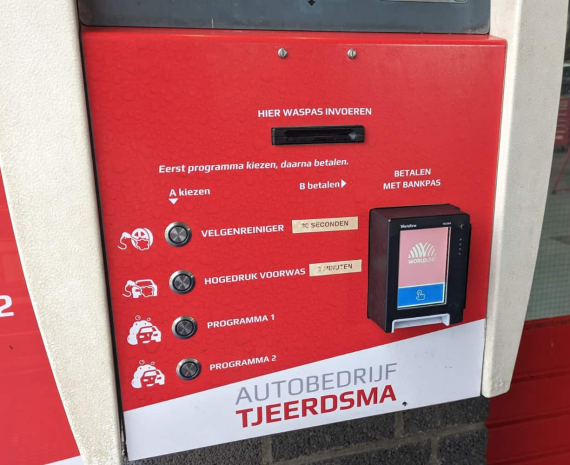 HIER WASPAS INVOEREN
Eerst programma kiezen, daarna betalen.
A kiezen
B betalen
BETALEN
MET BANKPAS
VELGENREINIGER
SECONDEN
HOGEDRUK VOORWAS
MINUTEN
PROGRAMMA 1
PROGRAMMA 2
2
AUTOBEDRIJF
TJEERDSMA